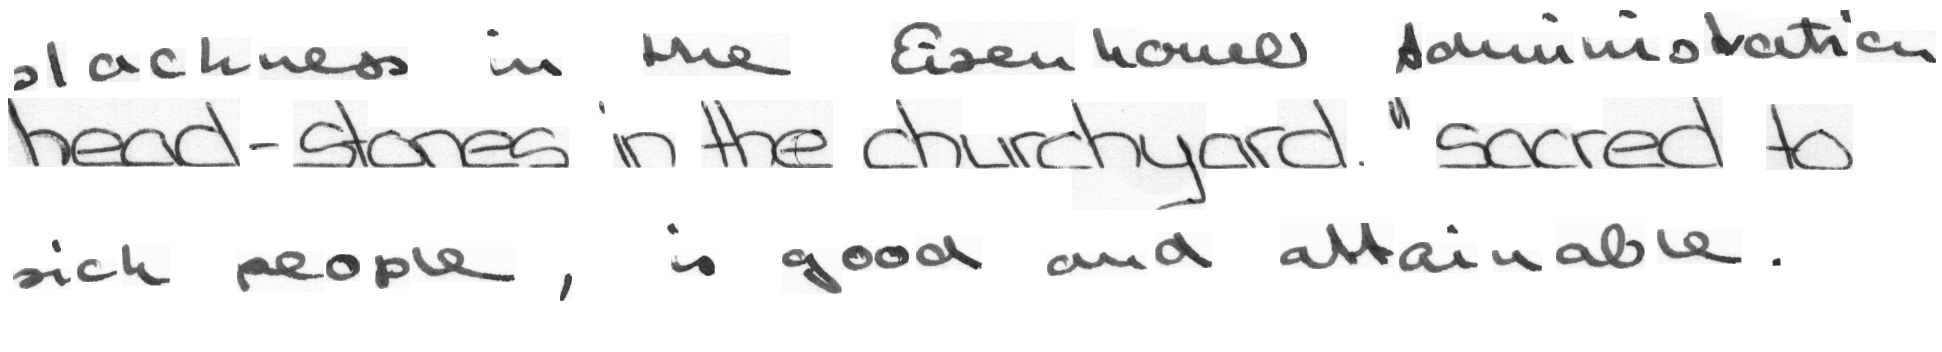 slackness in the Eisenhower Administration
head-stones in the churchyard. "sacred to
sick people, is good and attainable.